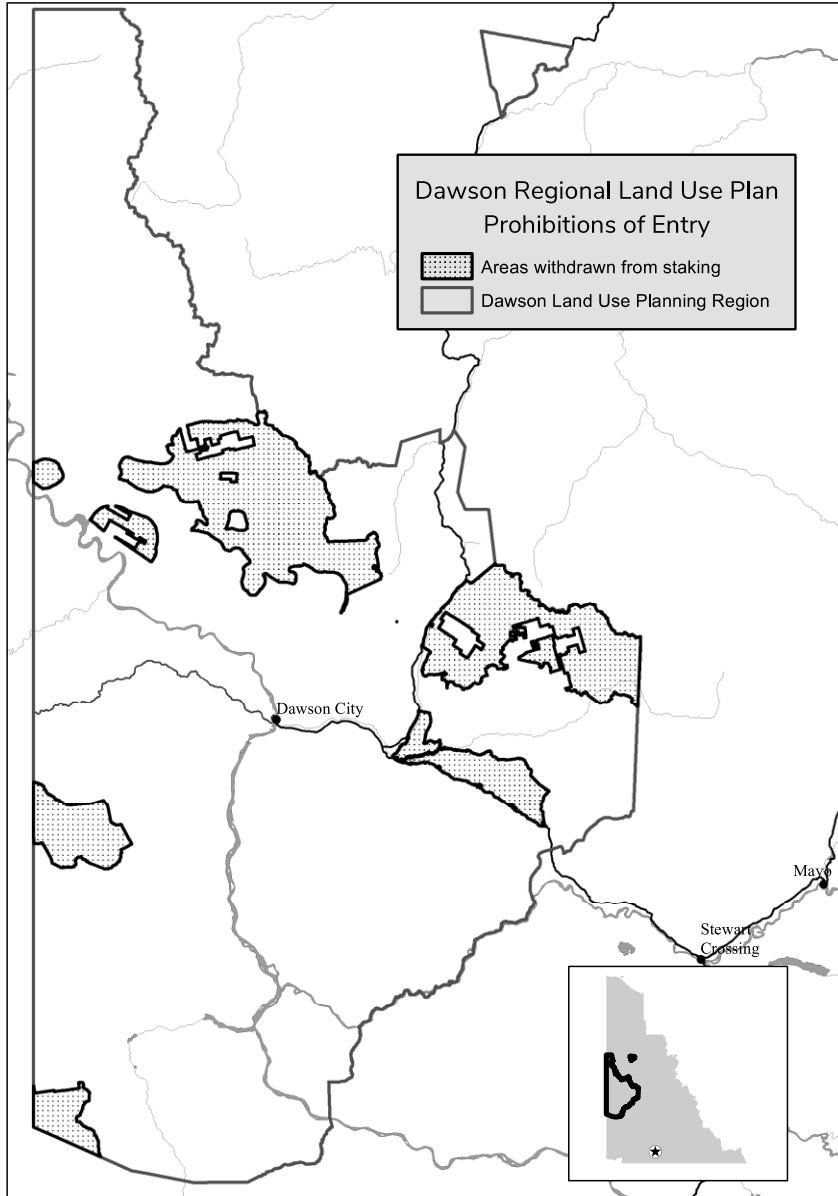 Dawson Regional Land Use Plan
Prohibitions of Entry
Areas withdrawn from staking
Dawson Land Use Planning Region
Dawson City
Mayo
Stewart
Crossing